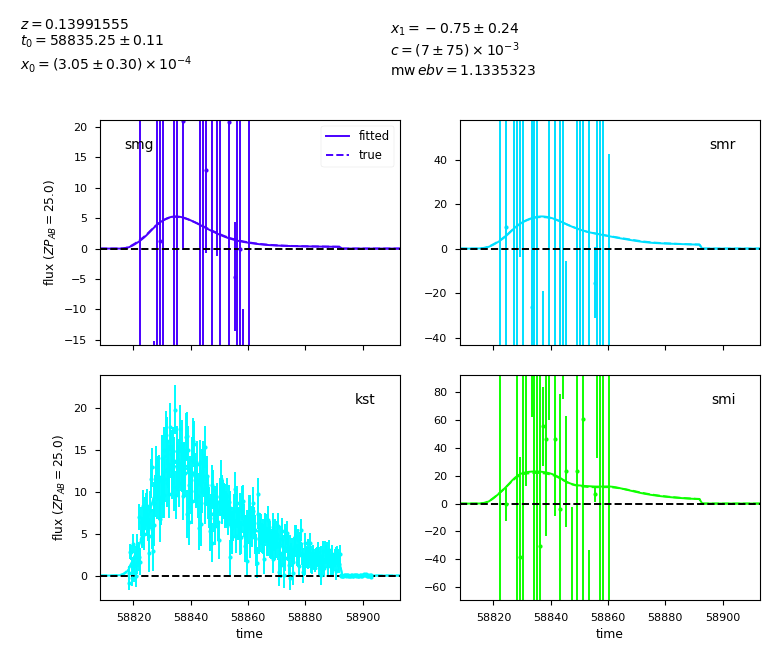 z = 0.13991555
t₀ = 58835.25 ± 0.11
x₀ = (3.05 ± 0.30) × 10⁻⁴
x₁ = −0.75 ± 0.24
c = (7 ± 75) × 10⁻³
mw ebv = 1.1335323
smg
fitted
true
20
15
10
5
0
−5
−10
−15
flux (ZP_AB = 25.0)
smr
40
20
0
−20
−40
kst
20
15
10
5
0
flux (ZP_AB = 25.0)
58820 58840 58860 58880 58900
time
smi
80
60
40
20
0
−20
−40
−60
58820 58840 58860 58880 58900
time